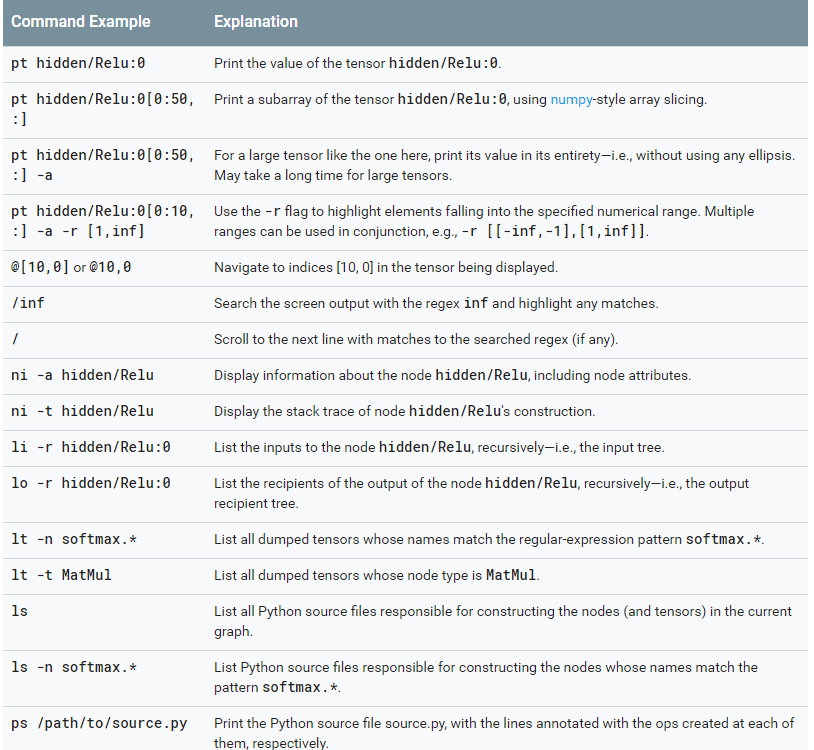 Command Example Explanation
pt hidden/Relu:0 Print the value of the tensor hidden/Relu:0.
pt hidden/Relu:0[0:50, Print a subarray of the tensor hidden/Relu:0, using numpy-style array slicing.
:]
pt hidden/Relu:0[0:50, For a large tensor like the one here, print its value in its entirety—i.e., without using any ellipsis.
:] -a May take a long time for large tensors.
pt hidden/Relu:0[0:10, Use the -r flag to highlight elements falling into the specified numerical range. Multiple
:] -a -r [1,inf] ranges can be used in conjunction, e.g., -r [[-inf,-1],[1,inf]].
@[10,0] or @10,0 Navigate to indices [10, 0] in the tensor being displayed.
/inf Search the screen output with the regex inf and highlight any matches.
/ Scroll to the next line with matches to the searched regex (if any).
ni -a hidden/Relu Display information about the node hidden/Relu, including node attributes.
ni -t hidden/Relu Display the stack trace of node hidden/Relu's construction.
li -r hidden/Relu:0 List the inputs to the node hidden/Relu, recursively—i.e., the input tree.
lo -r hidden/Relu:0 List the recipients of the output of the node hidden/Relu, recursively—i.e., the output
recipient tree.
lt -n softmax.* List all dumped tensors whose names match the regular-expression pattern softmax.*.
lt -t MatMul List all dumped tensors whose node type is MatMul.
ls List all Python source files responsible for constructing the nodes (and tensors) in the current
graph.
ls -n softmax.* List Python source files responsible for constructing the nodes whose names match the
pattern softmax.*.
ps /path/to/source.py Print the Python source file source.py, with the lines annotated with the ops created at each of
them, respectively.